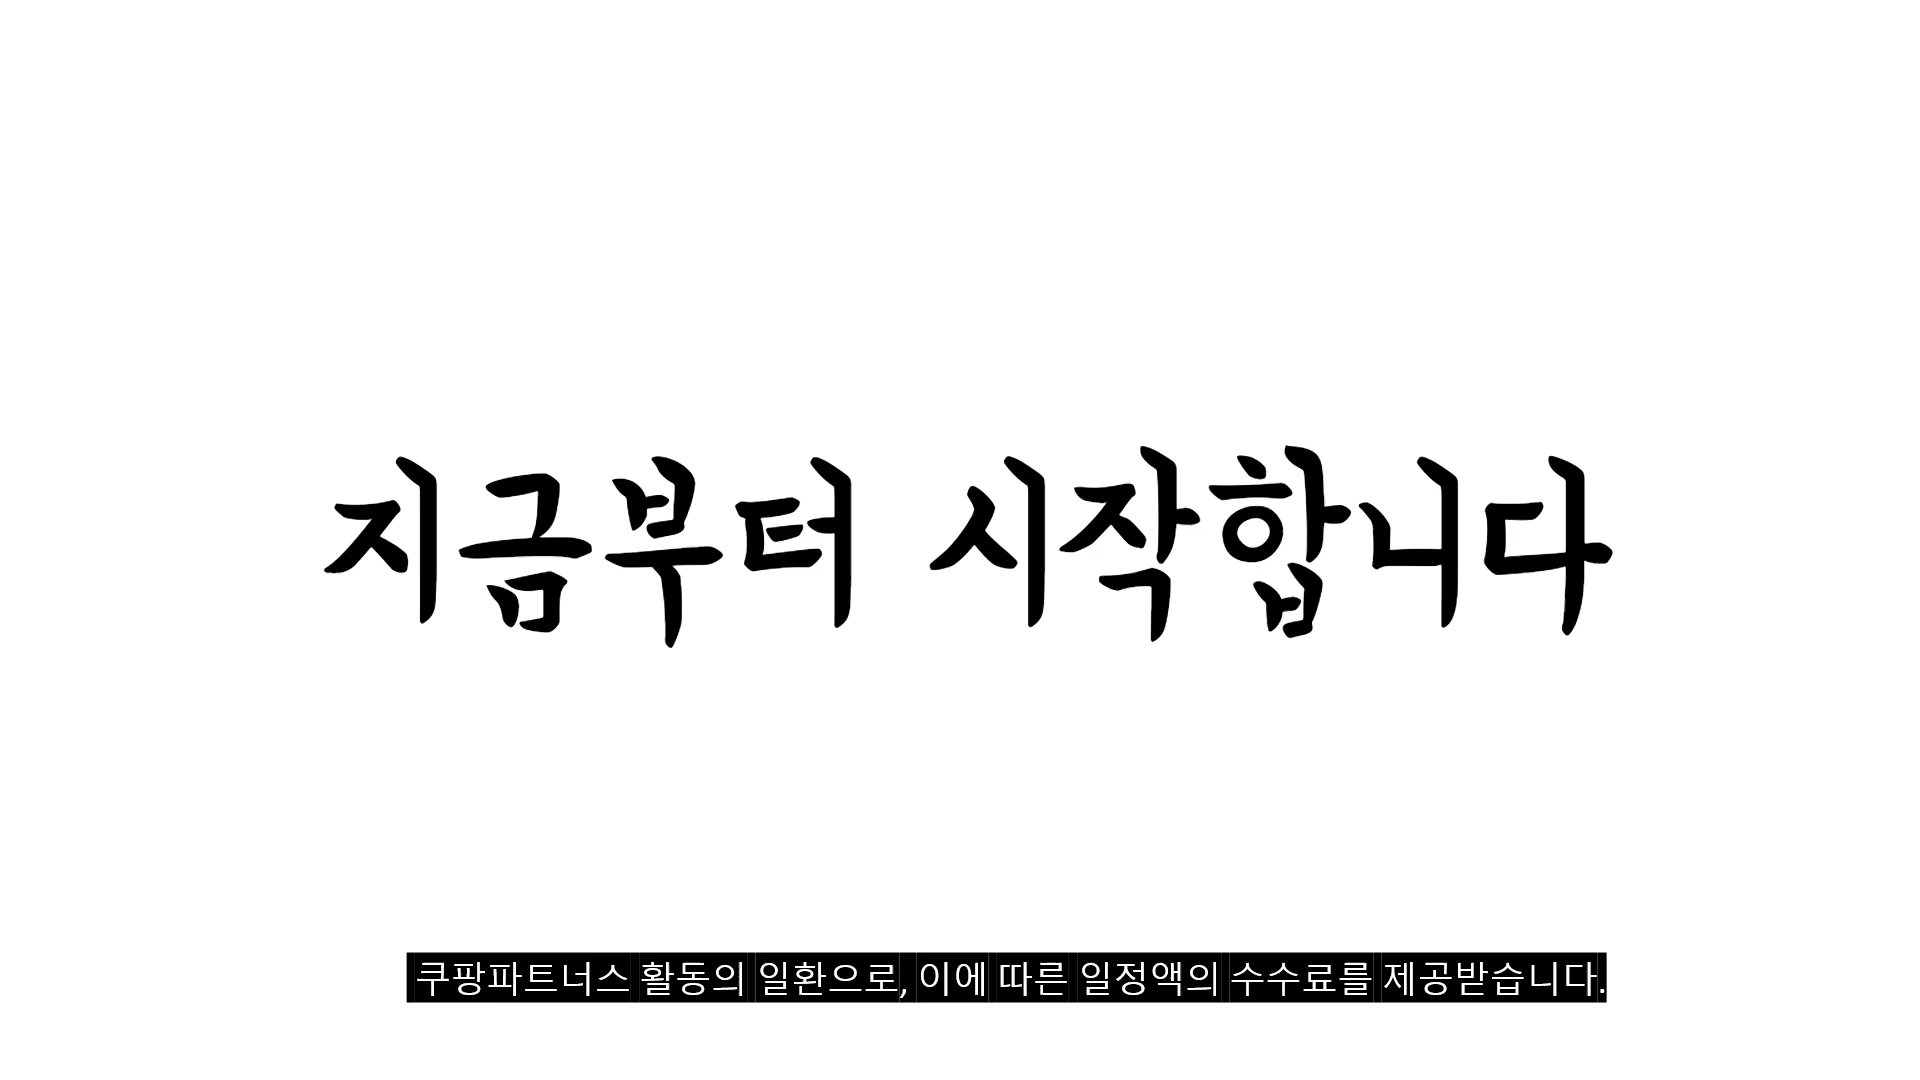 지금부터 시작합니다
쿠팡파트너스 활동의 일환으로, 이에 따른 일정액의 수수료를 제공받습니다.